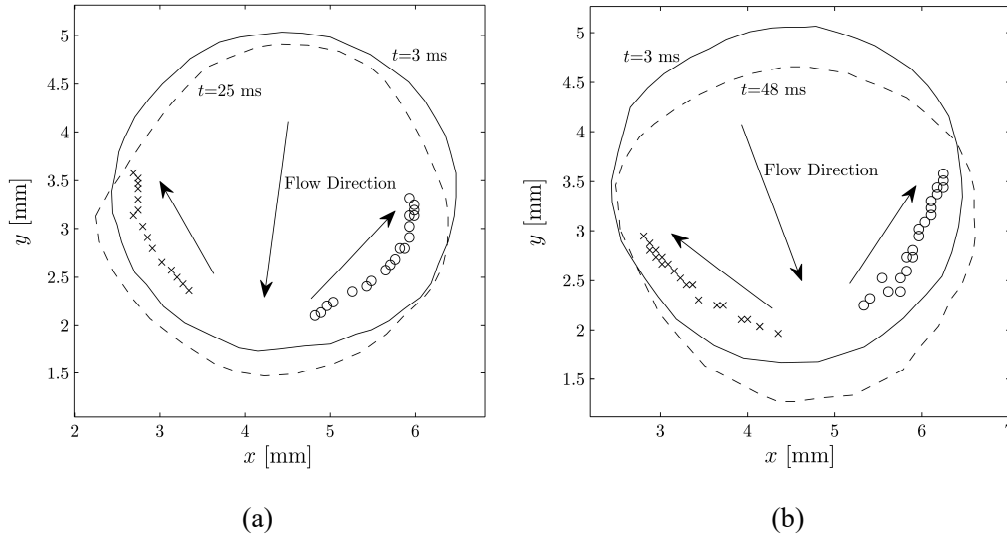 5
4.5
4
3.5
3
2.5
2
1.5
y [mm]
2 3 4 5 6
x [mm]
t=3 ms
t=25 ms
Flow Direction
(a)
5
4.5
4
3.5
3
2.5
2
1.5
y [mm]
3 4 5 6 7
x [mm]
t=3 ms
t=48 ms
Flow Direction
(b)